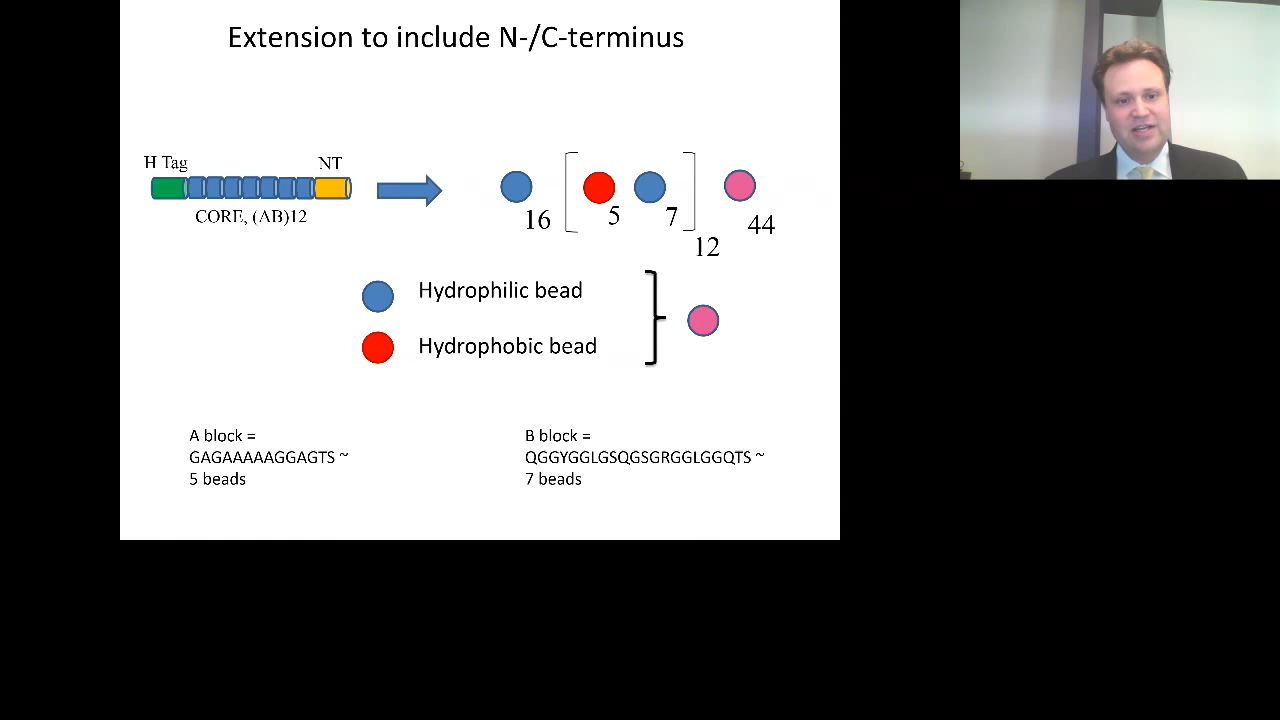 Extension to include N-/C-terminus
H Tag
NT
CORE, (AB)12
16
5
7
12
44
Hydrophilic bead
Hydrophobic bead
A block =
GAGAAAAAGGAGTS ~
5 beads
B block =
QGGYGGLGSQGSGRGGLGGQTS ~
7 beads